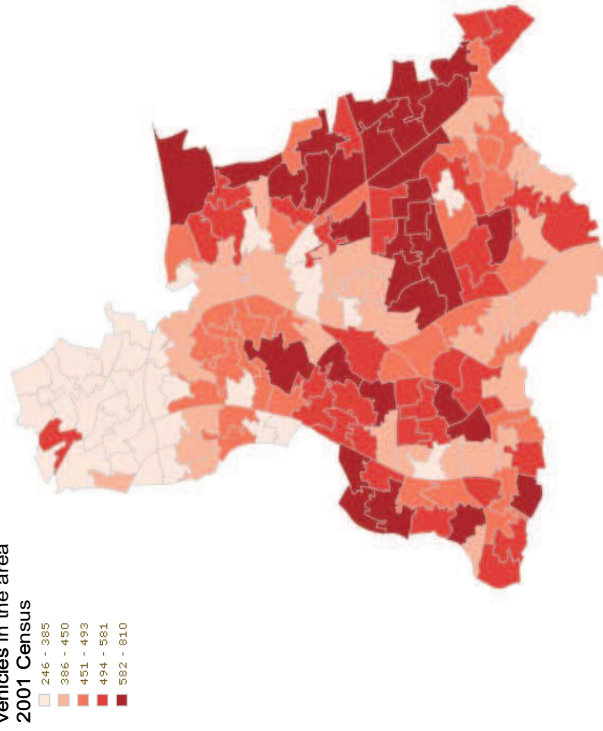 vehicles in the area
2001 Census
246 - 385
386 - 450
451 - 493
494 - 581
582 - 810